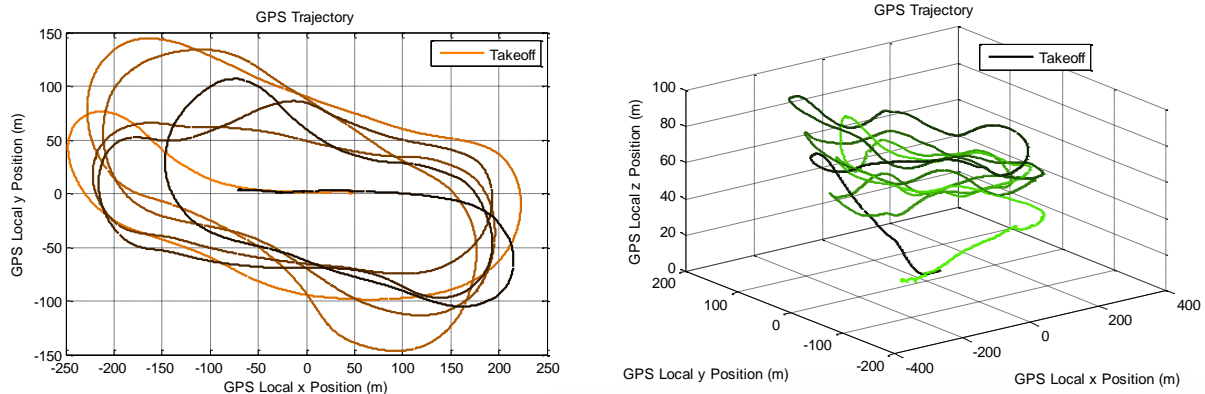 GPS Trajectory
Takeoff
150
100
50
0
-50
-100
-150
-250 -200 -150 -100 -50 0 50 100 150 200 250
GPS Local y Position (m)
GPS Local x Position (m)
GPS Trajectory
Takeoff
100
80
60
40
20
0
200
100
0
-100
-200
-400
-200
0
200
400
GPS Local z Position (m)
GPS Local y Position (m)
GPS Local x Position (m)